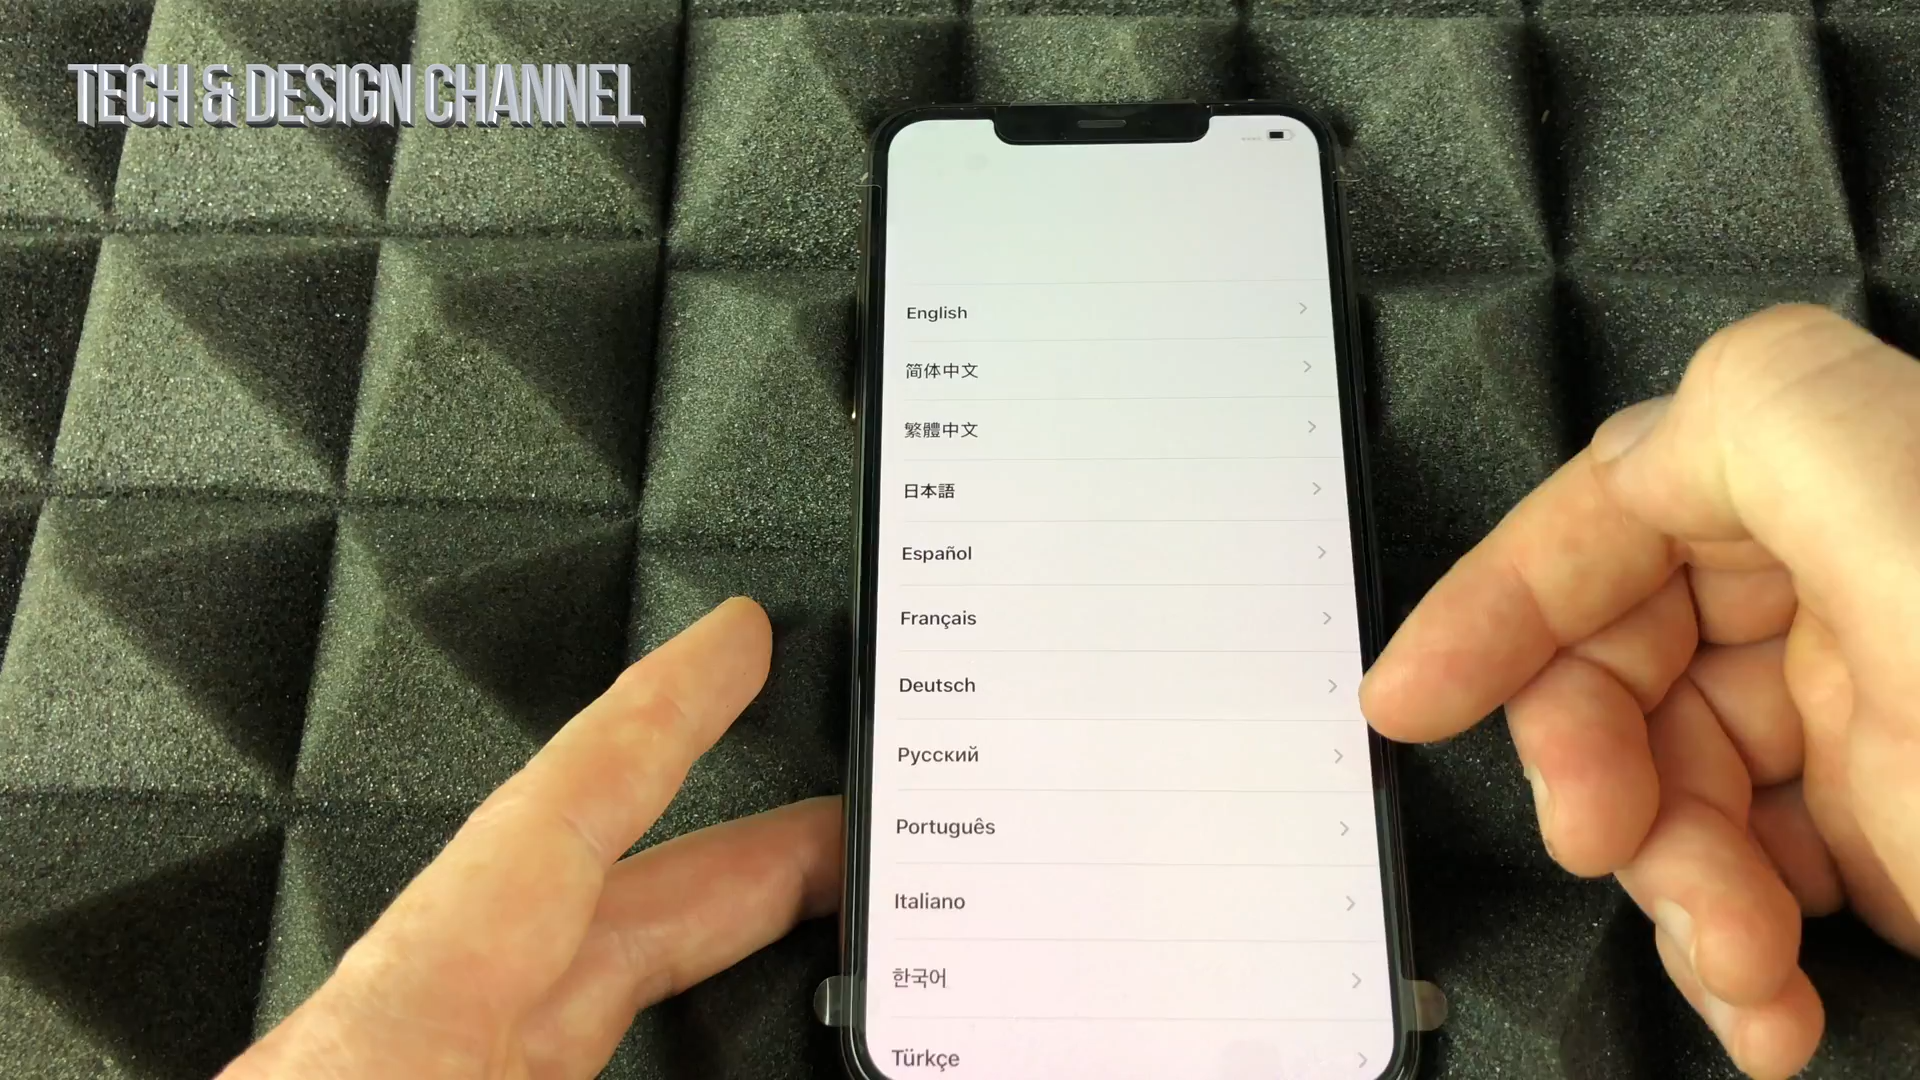 TECH & DESIGN CHANNEL
English
简体中文
繁體中文
日本語
Español
Français
Deutsch
Русский
Português
Italiano
한국어
Türkçe